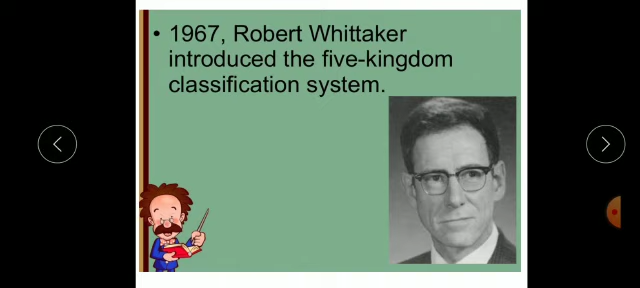 • 1967, Robert Whittaker
introduced the five-kingdom
classification system.